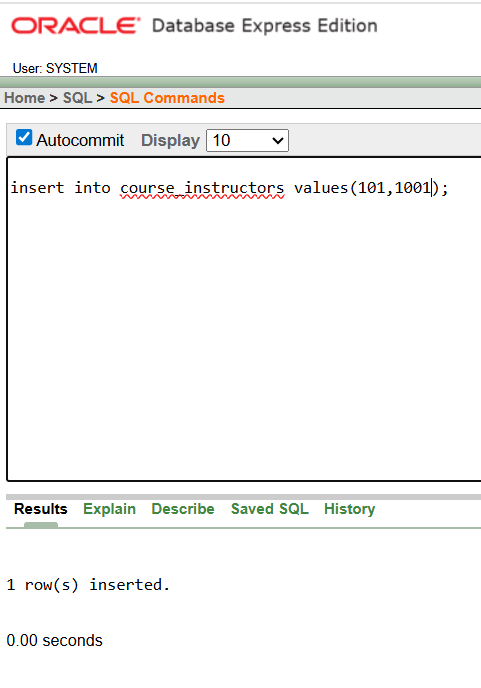 ORACLE Database Express Edition
User: SYSTEM
Home > SQL > SQL Commands
Autocommit Display 10
insert into course_instructors values(101,1001);
Results Explain Describe Saved SQL History
1 row(s) inserted.
0.00 seconds